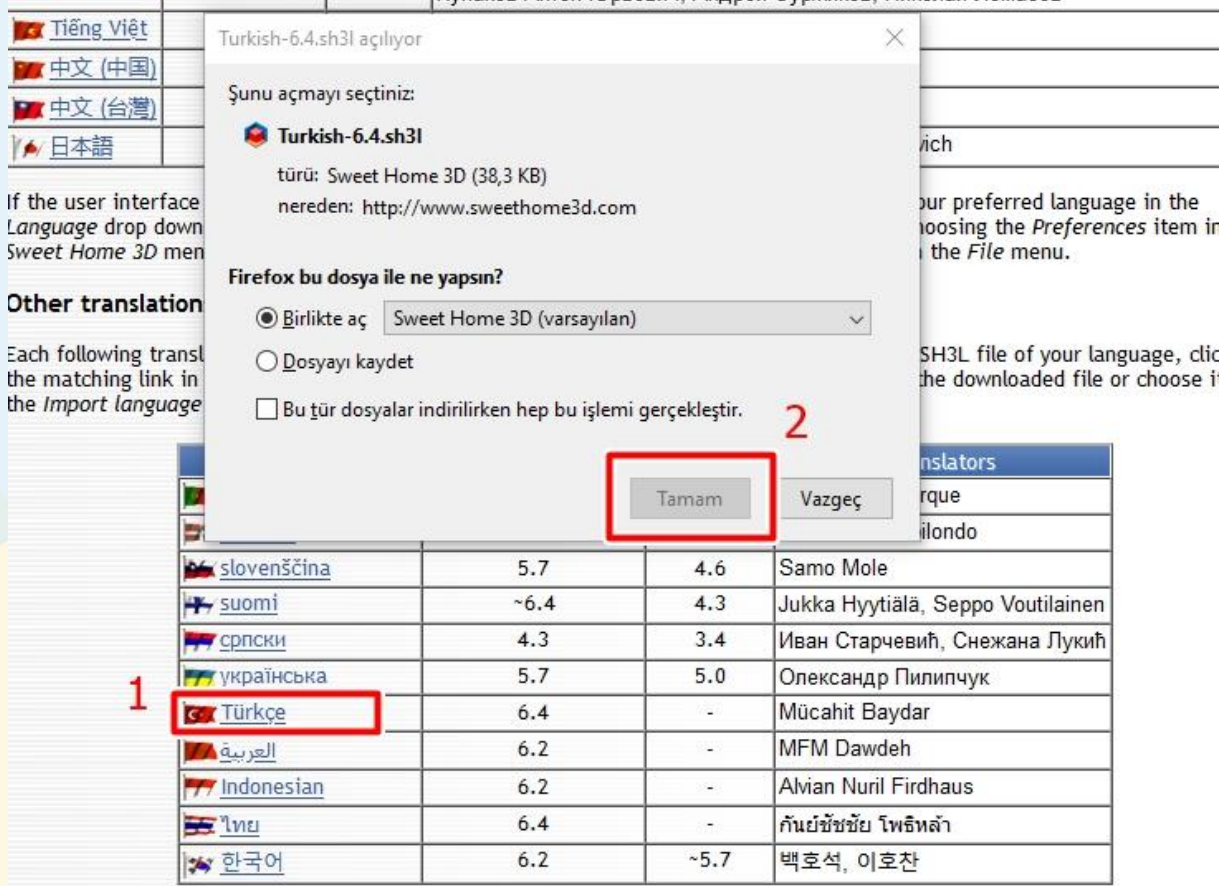 Tiếng Việt
中文 (中国)
中文 (台灣)
日本語
vich
Turkish-6.4.sh3l açılıyor
Şunu açmayı seçtiniz:
Turkish-6.4.sh3l
türü: Sweet Home 3D (38,3 KB)
nereden: http://www.sweethome3d.com
Firefox bu dosya ile ne yapsın?
Birlikte aç Sweet Home 3D (varsayılan)
Dosyayı kaydet
Bu tür dosyalar indirilirken hep bu işlemi gerçekleştir.
2
Tamam Vazgeç
If the user interface our preferred language in the
Language drop down hoosing the Preferences item in
Sweet Home 3D men the File menu.
Other translation
Each following transl SH3L file of your language, clic
the matching link in the downloaded file or choose it
the Import language
nslators
rque
ilondo
slovenščina 5.7 4.6 Samo Mole
suomi ~6.4 4.3 Jukka Hyytiälä, Seppo Voutilainen
српски 4.3 3.4 Иван Старчевић, Снежана Лукић
українська 5.7 5.0 Олександр Пилипчук
1
Türkçe 6.4 - Mücahit Baydar
العربية 6.2 - MFM Dawdeh
Indonesian 6.2 - Alvian Nuril Firdhaus
ไทย 6.4 - กันย์ชัชชัย โพธิหล้า
한국어 6.2 ~5.7 백호석, 이호찬